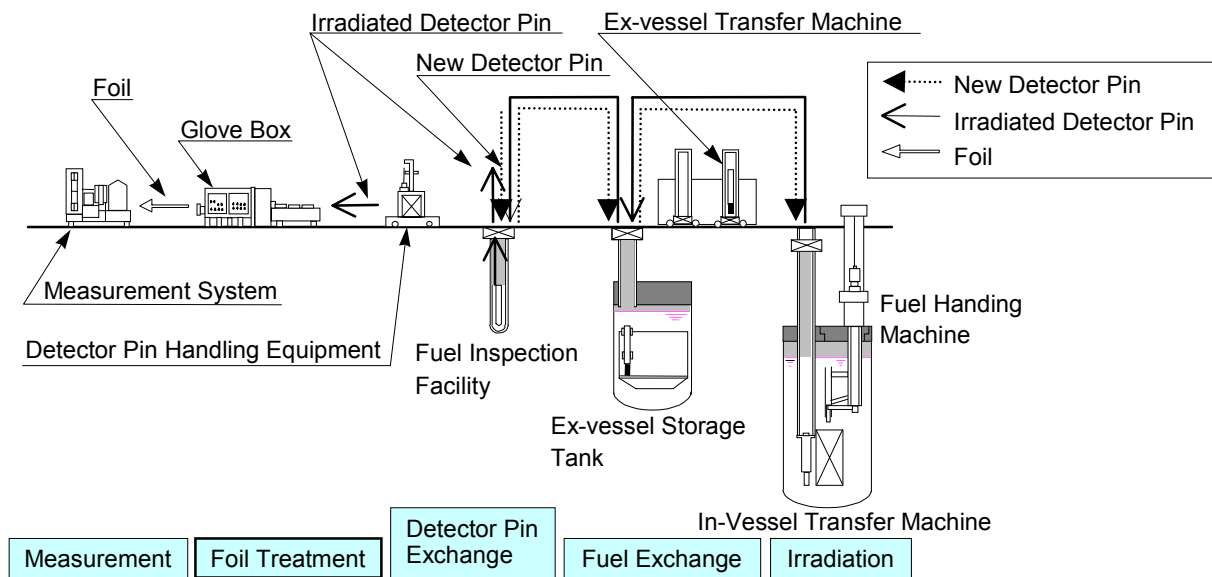 Irradiated Detector Pin
Ex-vessel Transfer Machine
New Detector Pin
Foil
Glove Box
New Detector Pin
Irradiated Detector Pin
Foil
Measurement System
Detector Pin Handling Equipment
Fuel Inspection
Facility
Ex-vessel Storage
Tank
Fuel Handing
Machine
In-Vessel Transfer Machine
Measurement
Foil Treatment
Detector Pin
Exchange
Fuel Exchange
Irradiation